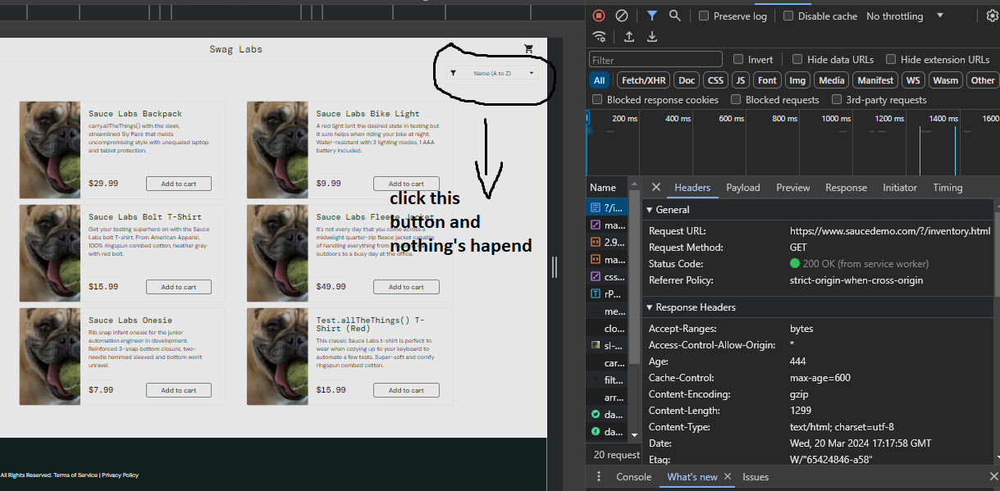 Swag Labs
Name (A to Z)
Sauce Labs Backpack
carry.allTheThings() with the sleek,
streamlined Sly Pack that melds
uncompromising style with unequaled laptop
and tablet protection.
$29.99
Add to cart
Sauce Labs Bike Light
A red light isn't the desired state in testing but
it sure helps when riding your bike at night.
Water-resistant with 3 lighting modes, 1 AAA
battery included.
$9.99
Add to cart
click this
button and
nothing's hapend
Sauce Labs Bolt T-Shirt
Get your testing superhero on with the Sauce
Labs bolt T-shirt. From American Apparel,
100% ringspun combed cotton, heather gray
with red bolt.
$15.99
Add to cart
Sauce Labs Fleece Jacket
It's not every day that you come across a
midweight quarter-zip fleece jacket capable
of handling everything from
outdoors to a busy day at the office.
$49.99
Add to cart
Sauce Labs Onesie
Rib snap infant onesie for the junior
automation engineer in development.
Reinforced 3-snap bottom closure, two-
needle hemmed sleeved and bottom won't
unravel.
$7.99
Add to cart
Test.allTheThings() T-
Shirt (Red)
This classic Sauce Labs t-shirt is perfect to
wear when cozying up to your keyboard to
automate a few tests. Super-soft and comfy
ringspun combed cotton.
$15.99
Add to cart
All Rights Reserved. Terms of Service | Privacy Policy
Preserve log
Disable cache
No throttling
Filter
Invert
Hide data URLs
Hide extension URLs
All
Fetch/XHR
Doc
CSS
JS
Font
Img
Media
Manifest
WS
Wasm
Other
Blocked response cookies
Blocked requests
3rd-party requests
200 ms
400 ms
600 ms
800 ms
1000 ms
1200 ms
1400 ms
1600
Name
?/i...
ma...
2.9...
ma...
css...
rP...
me...
clo...
sl-...
car...
filt...
arr...
da...
da...
20 request
Headers
Payload
Preview
Response
Initiator
Timing
General
Request URL: https://www.saucedemo.com/?/inventory.html
Request Method: GET
Status Code: 200 OK (from service worker)
Referrer Policy: strict-origin-when-cross-origin
Response Headers
Accept-Ranges: bytes
Access-Control-Allow-Origin: *
Age: 444
Cache-Control: max-age=600
Content-Encoding: gzip
Content-Length: 1299
Content-Type: text/html; charset=utf-8
Date: Wed, 20 Mar 2024 17:17:58 GMT
Etag: W/"65424846-a58"
Console
What's new
Issues